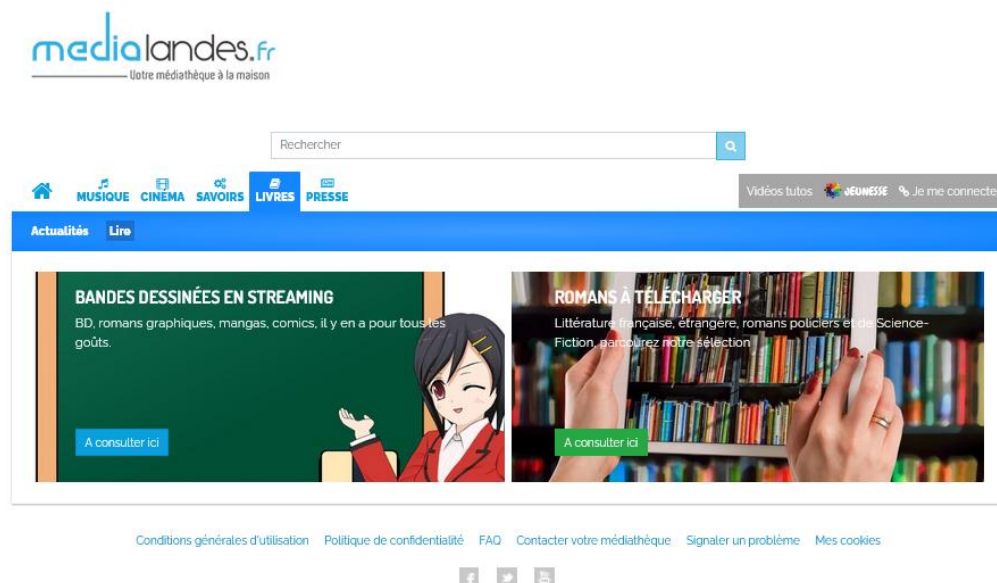 medialandes.fr
Votre médiathèque à la maison
Rechercher
MUSIQUE CINÉMA SAVOIRS LIVRES PRESSE
Vidéos tutos JEUNESSE Je me connecte
Actualités Lire
BANDES DESSINÉES EN STREAMING
BD, romans graphiques, mangas, comics, il y en a pour tous les
goûts.
A consulter ici
ROMANS À TÉLÉCHARGER
Littérature française, étrangere, romans policiers et de Science-
Fiction, parcourez notre sélection
A consulter ici
Conditions générales d'utilisation Politique de confidentialité FAQ Contacter votre médiathèque Signaler un problème Mes cookies